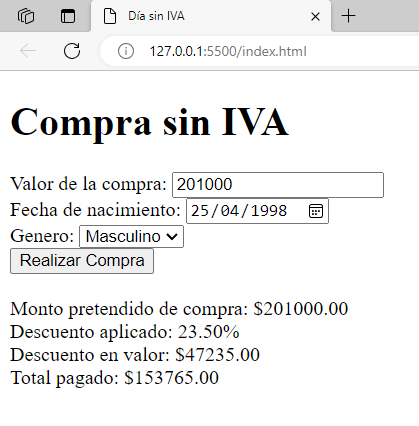 Día sin IVA
127.0.0.1:5500/index.html
Compra sin IVA
Valor de la compra: 201000
Fecha de nacimiento: 25/04/1998
Genero: Masculino
Realizar Compra
Monto pretendido de compra: $201000.00
Descuento aplicado: 23.50%
Descuento en valor: $47235.00
Total pagado: $153765.00